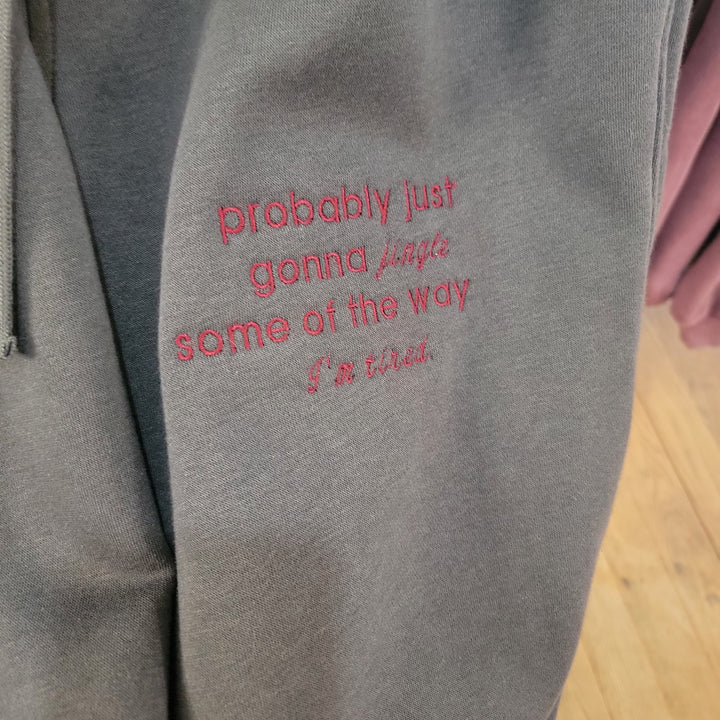 probably just
gonna jingle
some of the way
I'm tired.